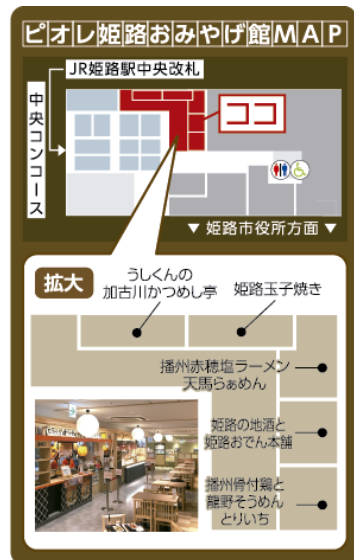 ピオレ姫路おみやげ館MAP
JR姫路駅中央改札
中央コンコース
ココ
▼ 姫路市役所方面 ▼
拡大
うしくんの
加古川かつめし亭
姫路玉子焼き
播州赤穂塩ラーメン
天馬らぁめん
姫路の地酒と
姫路おでん本舗
播州骨付鶏と
龍野そうめん
とりいち